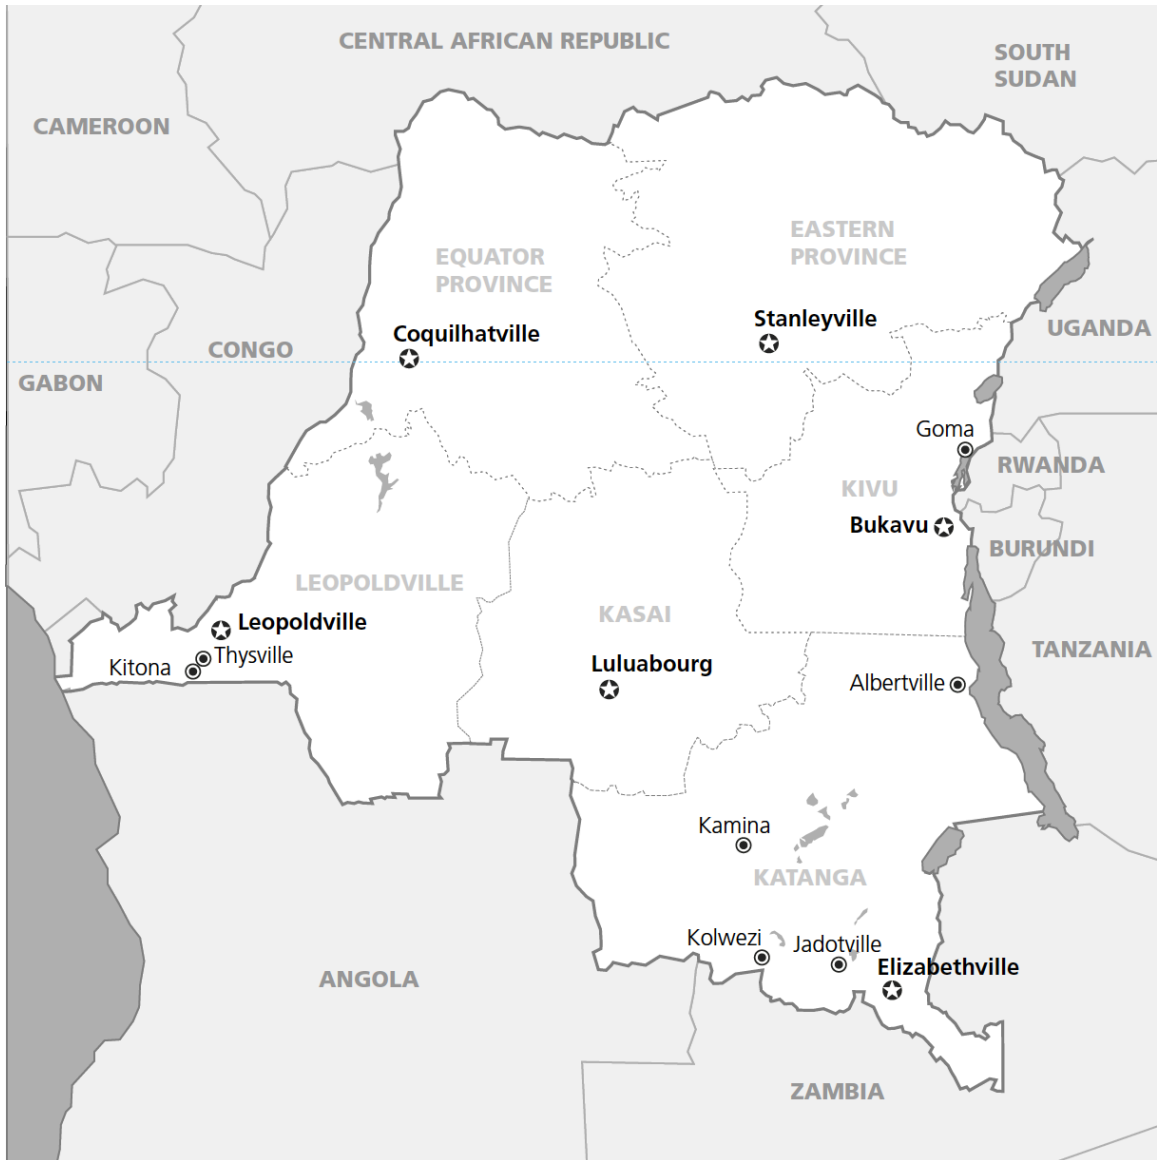 CENTRAL AFRICAN REPUBLIC
SOUTH
SUDAN
CAMEROON
EASTERN
PROVINCE
EQUATOR
PROVINCE
Stanleyville
UGANDA
Coquilhatville
CONGO
GABON
Goma
RWANDA
KIVU
Bukavu
BURUNDI
LEOPOLDVILLE
KASAI
Leopoldville
TANZANIA
Thysville
Kitona
Luluabourg
Albertville
Kamina
KATANGA
Kolwezi
Jadotville
Elizabethville
ANGOLA
ZAMBIA